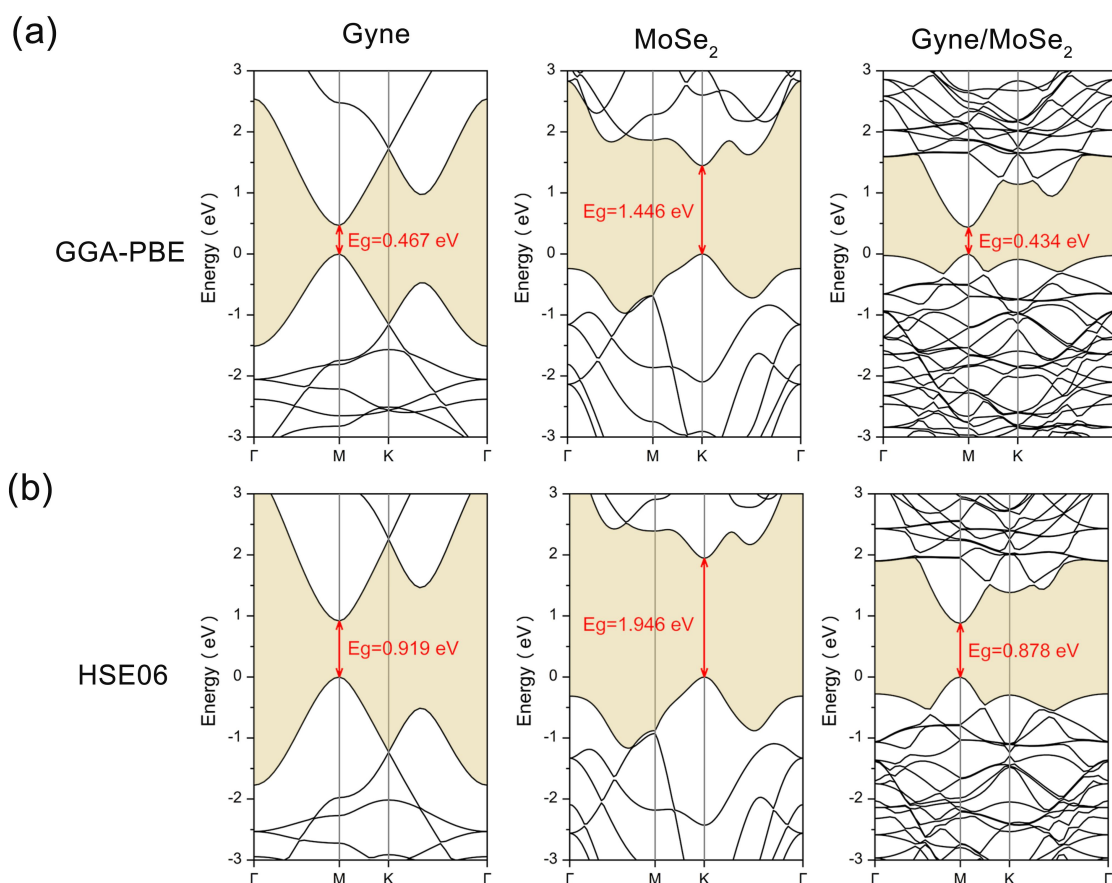 (a)
Gyne
MoSe2
Gyne/MoSe2
GGA-PBE
Energy ( eV)
3
2
1
0
-1
-2
-3
Eg=0.467 eV
Γ M K Γ
Energy ( eV)
3
2
1
0
-1
-2
-3
Eg=1.446 eV
Γ M K Γ
Energy ( eV)
3
2
1
0
-1
-2
-3
Eg=0.434 eV
Γ M K Γ
(b)
HSE06
Energy ( eV)
3
2
1
0
-1
-2
-3
Eg=0.919 eV
Γ M K Γ
Energy ( eV)
3
2
1
0
-1
-2
-3
Eg=1.946 eV
Γ M K Γ
Energy ( eV)
3
2
1
0
-1
-2
-3
Eg=0.878 eV
Γ M K Γ